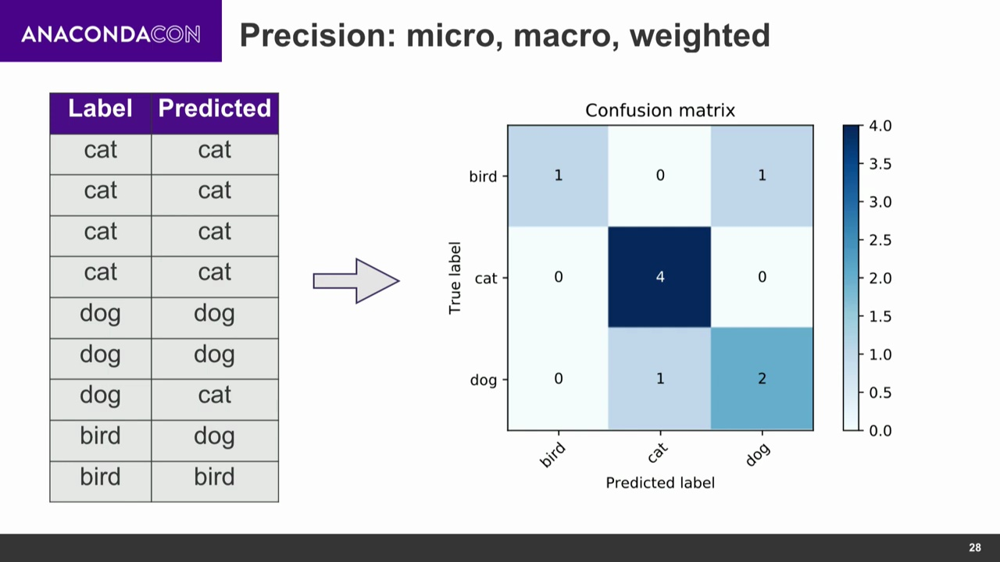 ANACONDACON
Precision: micro, macro, weighted
Label Predicted
cat cat
cat cat
cat cat
cat cat
dog dog
dog dog
dog cat
bird dog
bird bird
Confusion matrix
True label
bird 1 0 1
cat 0 4 0
dog 0 1 2
bird cat dog
Predicted label
4.0
3.5
3.0
2.5
2.0
1.5
1.0
0.5
0.0
28